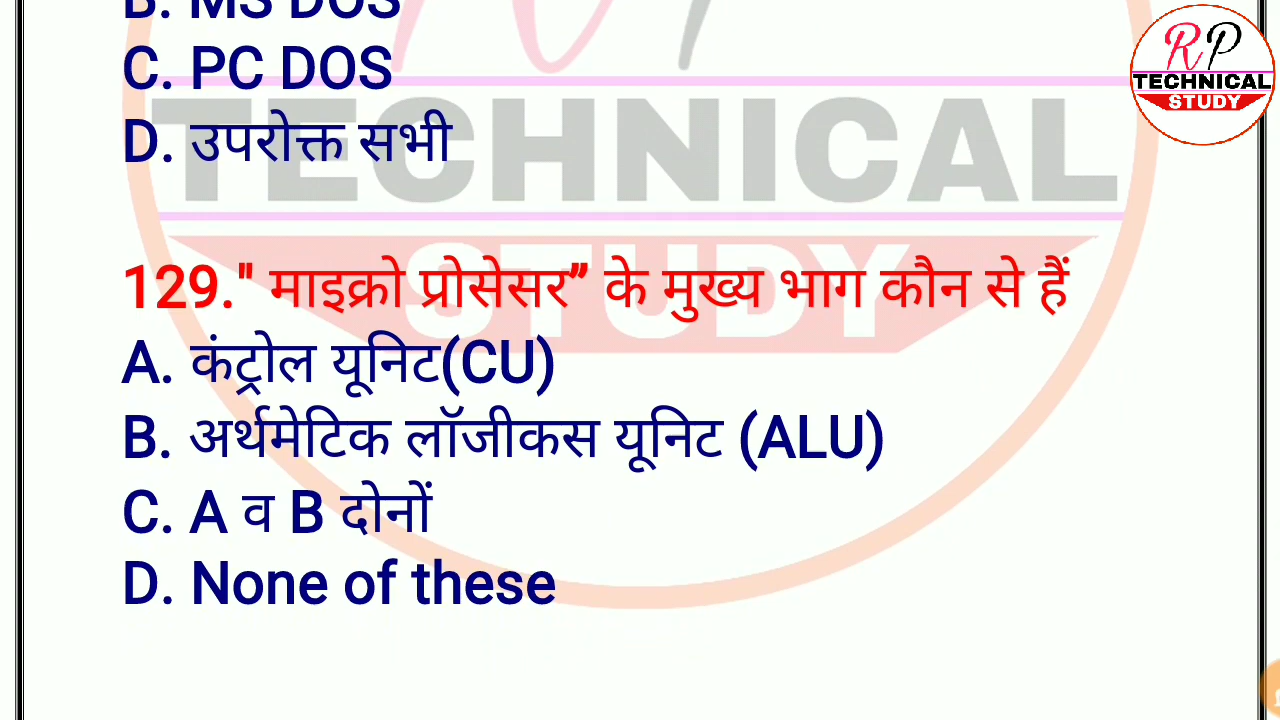 B. MS DOS
C. PC DOS
D. उपरोक्त सभी
129." माइक्रो प्रोसेसर” के मुख्य भाग कौन से हैं
A. कंट्रोल यूनिट(CU)
B. अर्थमेटिक लॉजीकस यूनिट (ALU)
C. A व B दोनों
D. None of these
RP
TECHNICAL
STUDY
TECHNICAL
STUDY